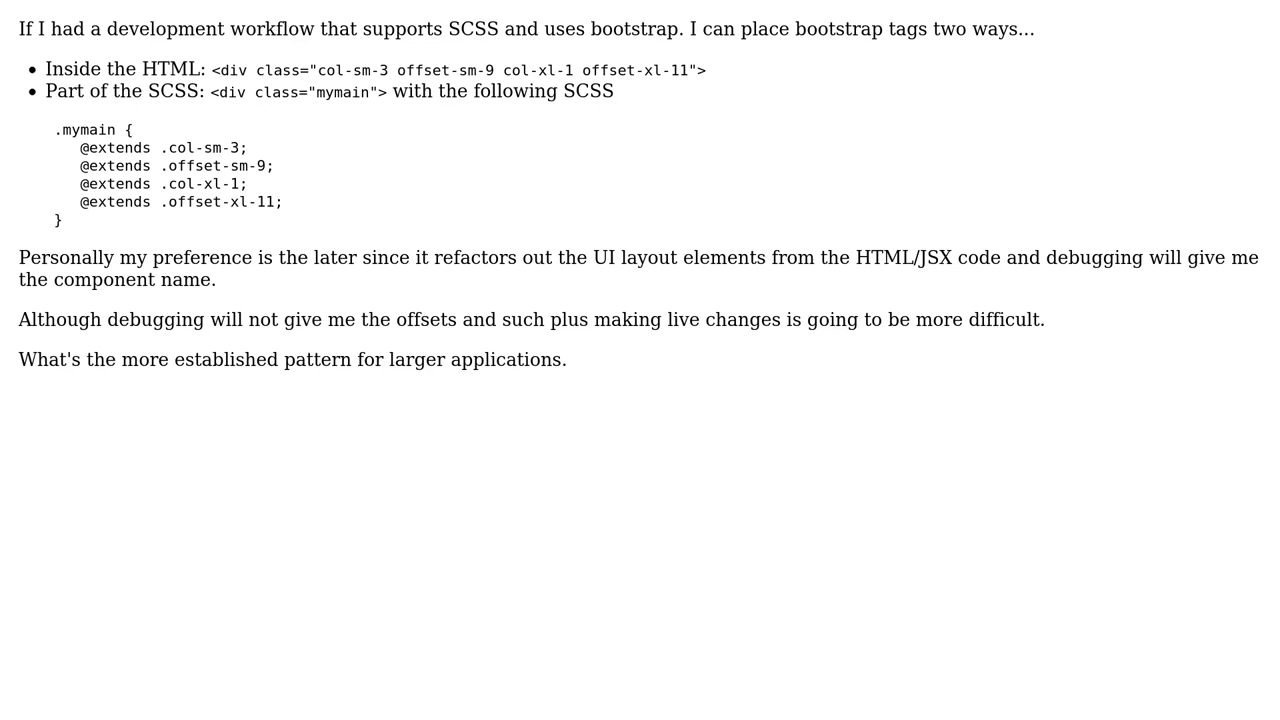 If I had a development workflow that supports SCSS and uses bootstrap. I can place bootstrap tags two ways...
• Inside the HTML: <div class="col-sm-3 offset-sm-9 col-xl-1 offset-xl-11">
• Part of the SCSS: <div class="mymain"> with the following SCSS
.mymain {
   @extends .col-sm-3;
   @extends .offset-sm-9;
   @extends .col-xl-1;
   @extends .offset-xl-11;
}
Personally my preference is the later since it refactors out the UI layout elements from the HTML/JSX code and debugging will give me
the component name.
Although debugging will not give me the offsets and such plus making live changes is going to be more difficult.
What's the more established pattern for larger applications.